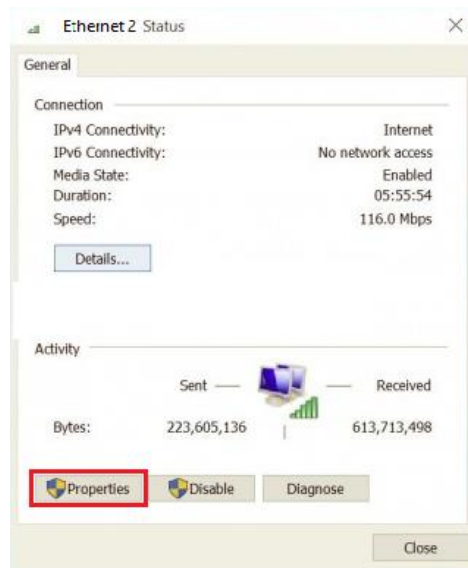 Ethernet 2 Status
General
Connection
IPv4 Connectivity: Internet
IPv6 Connectivity: No network access
Media State: Enabled
Duration: 05:55:54
Speed: 116.0 Mbps
Details...
Activity
Sent Received
Bytes: 223,605,136 613,713,498
Properties Disable Diagnose
Close